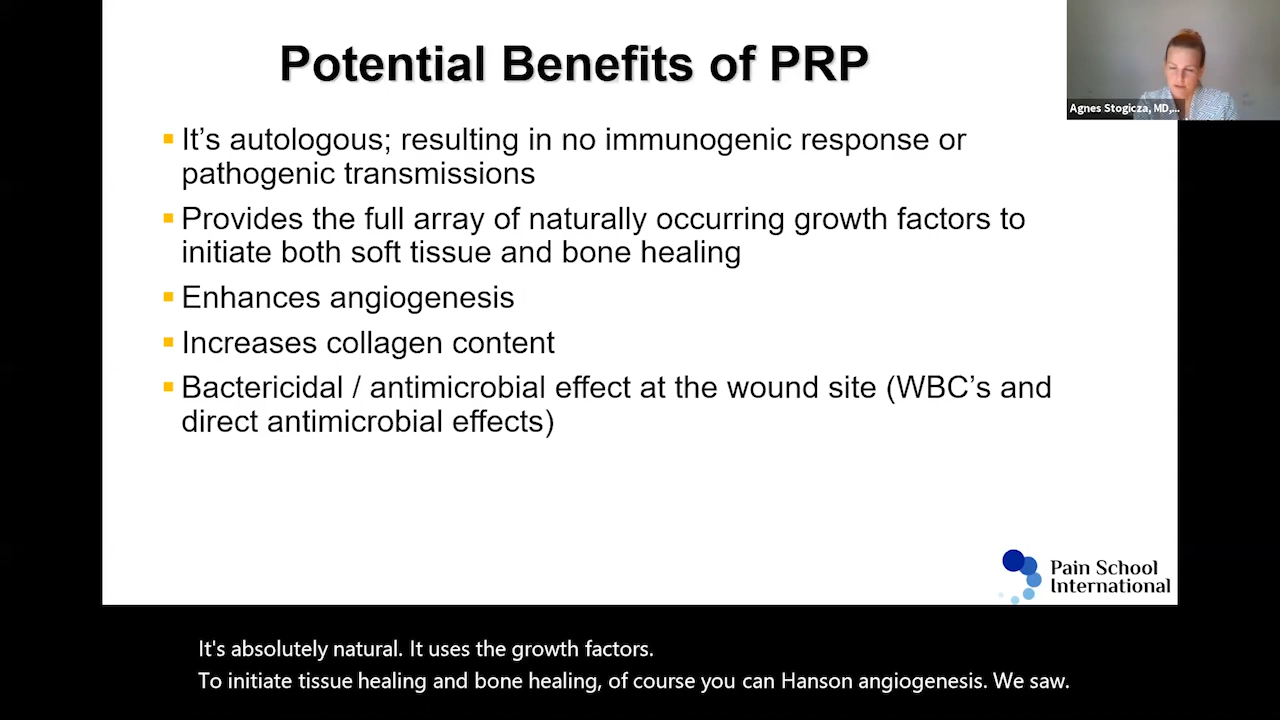 Potential Benefits of PRP
Agnes Stogicza, MD,...
It’s autologous; resulting in no immunogenic response or
pathogenic transmissions
Provides the full array of naturally occurring growth factors to
initiate both soft tissue and bone healing
Enhances angiogenesis
Increases collagen content
Bactericidal / antimicrobial effect at the wound site (WBC’s and
direct antimicrobial effects)
Pain School
International
It's absolutely natural. It uses the growth factors.
To initiate tissue healing and bone healing, of course you can Hanson angiogenesis. We saw.